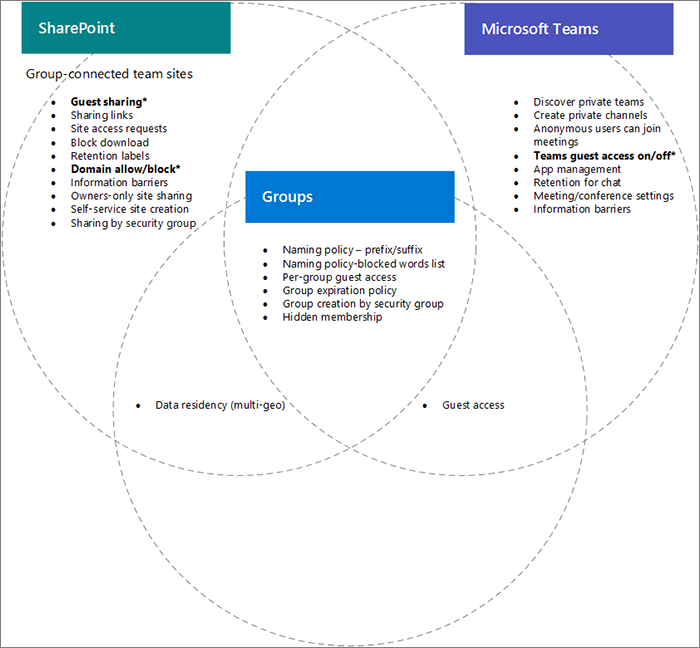 SharePoint
Group-connected team sites
• Guest sharing*
• Sharing links
• Site access requests
• Block download
• Retention labels
• Domain allow/block*
• Information barriers
• Owners-only site sharing
• Self-service site creation
• Sharing by security group
Microsoft Teams
• Discover private teams
• Create private channels
• Anonymous users can join
meetings
• Teams guest access on/off*
• App management
• Retention for chat
• Meeting/conference settings
• Information barriers
Groups
• Naming policy – prefix/suffix
• Naming policy-blocked words list
• Per-group guest access
• Group expiration policy
• Group creation by security group
• Hidden membership
• Data residency (multi-geo)
• Guest access